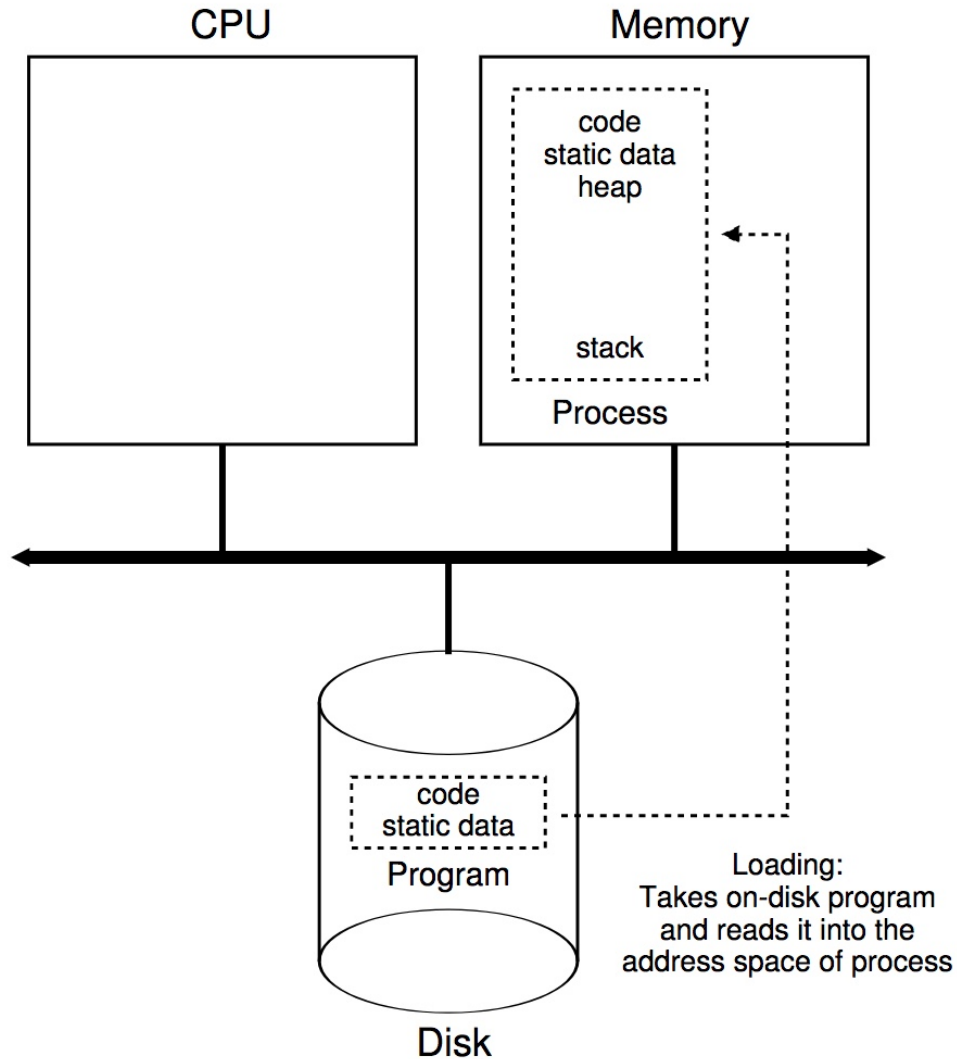 CPU
Memory
code
static data
heap
stack
Process
code
static data
Program
Loading:
Takes on-disk program
and reads it into the
address space of process
Disk